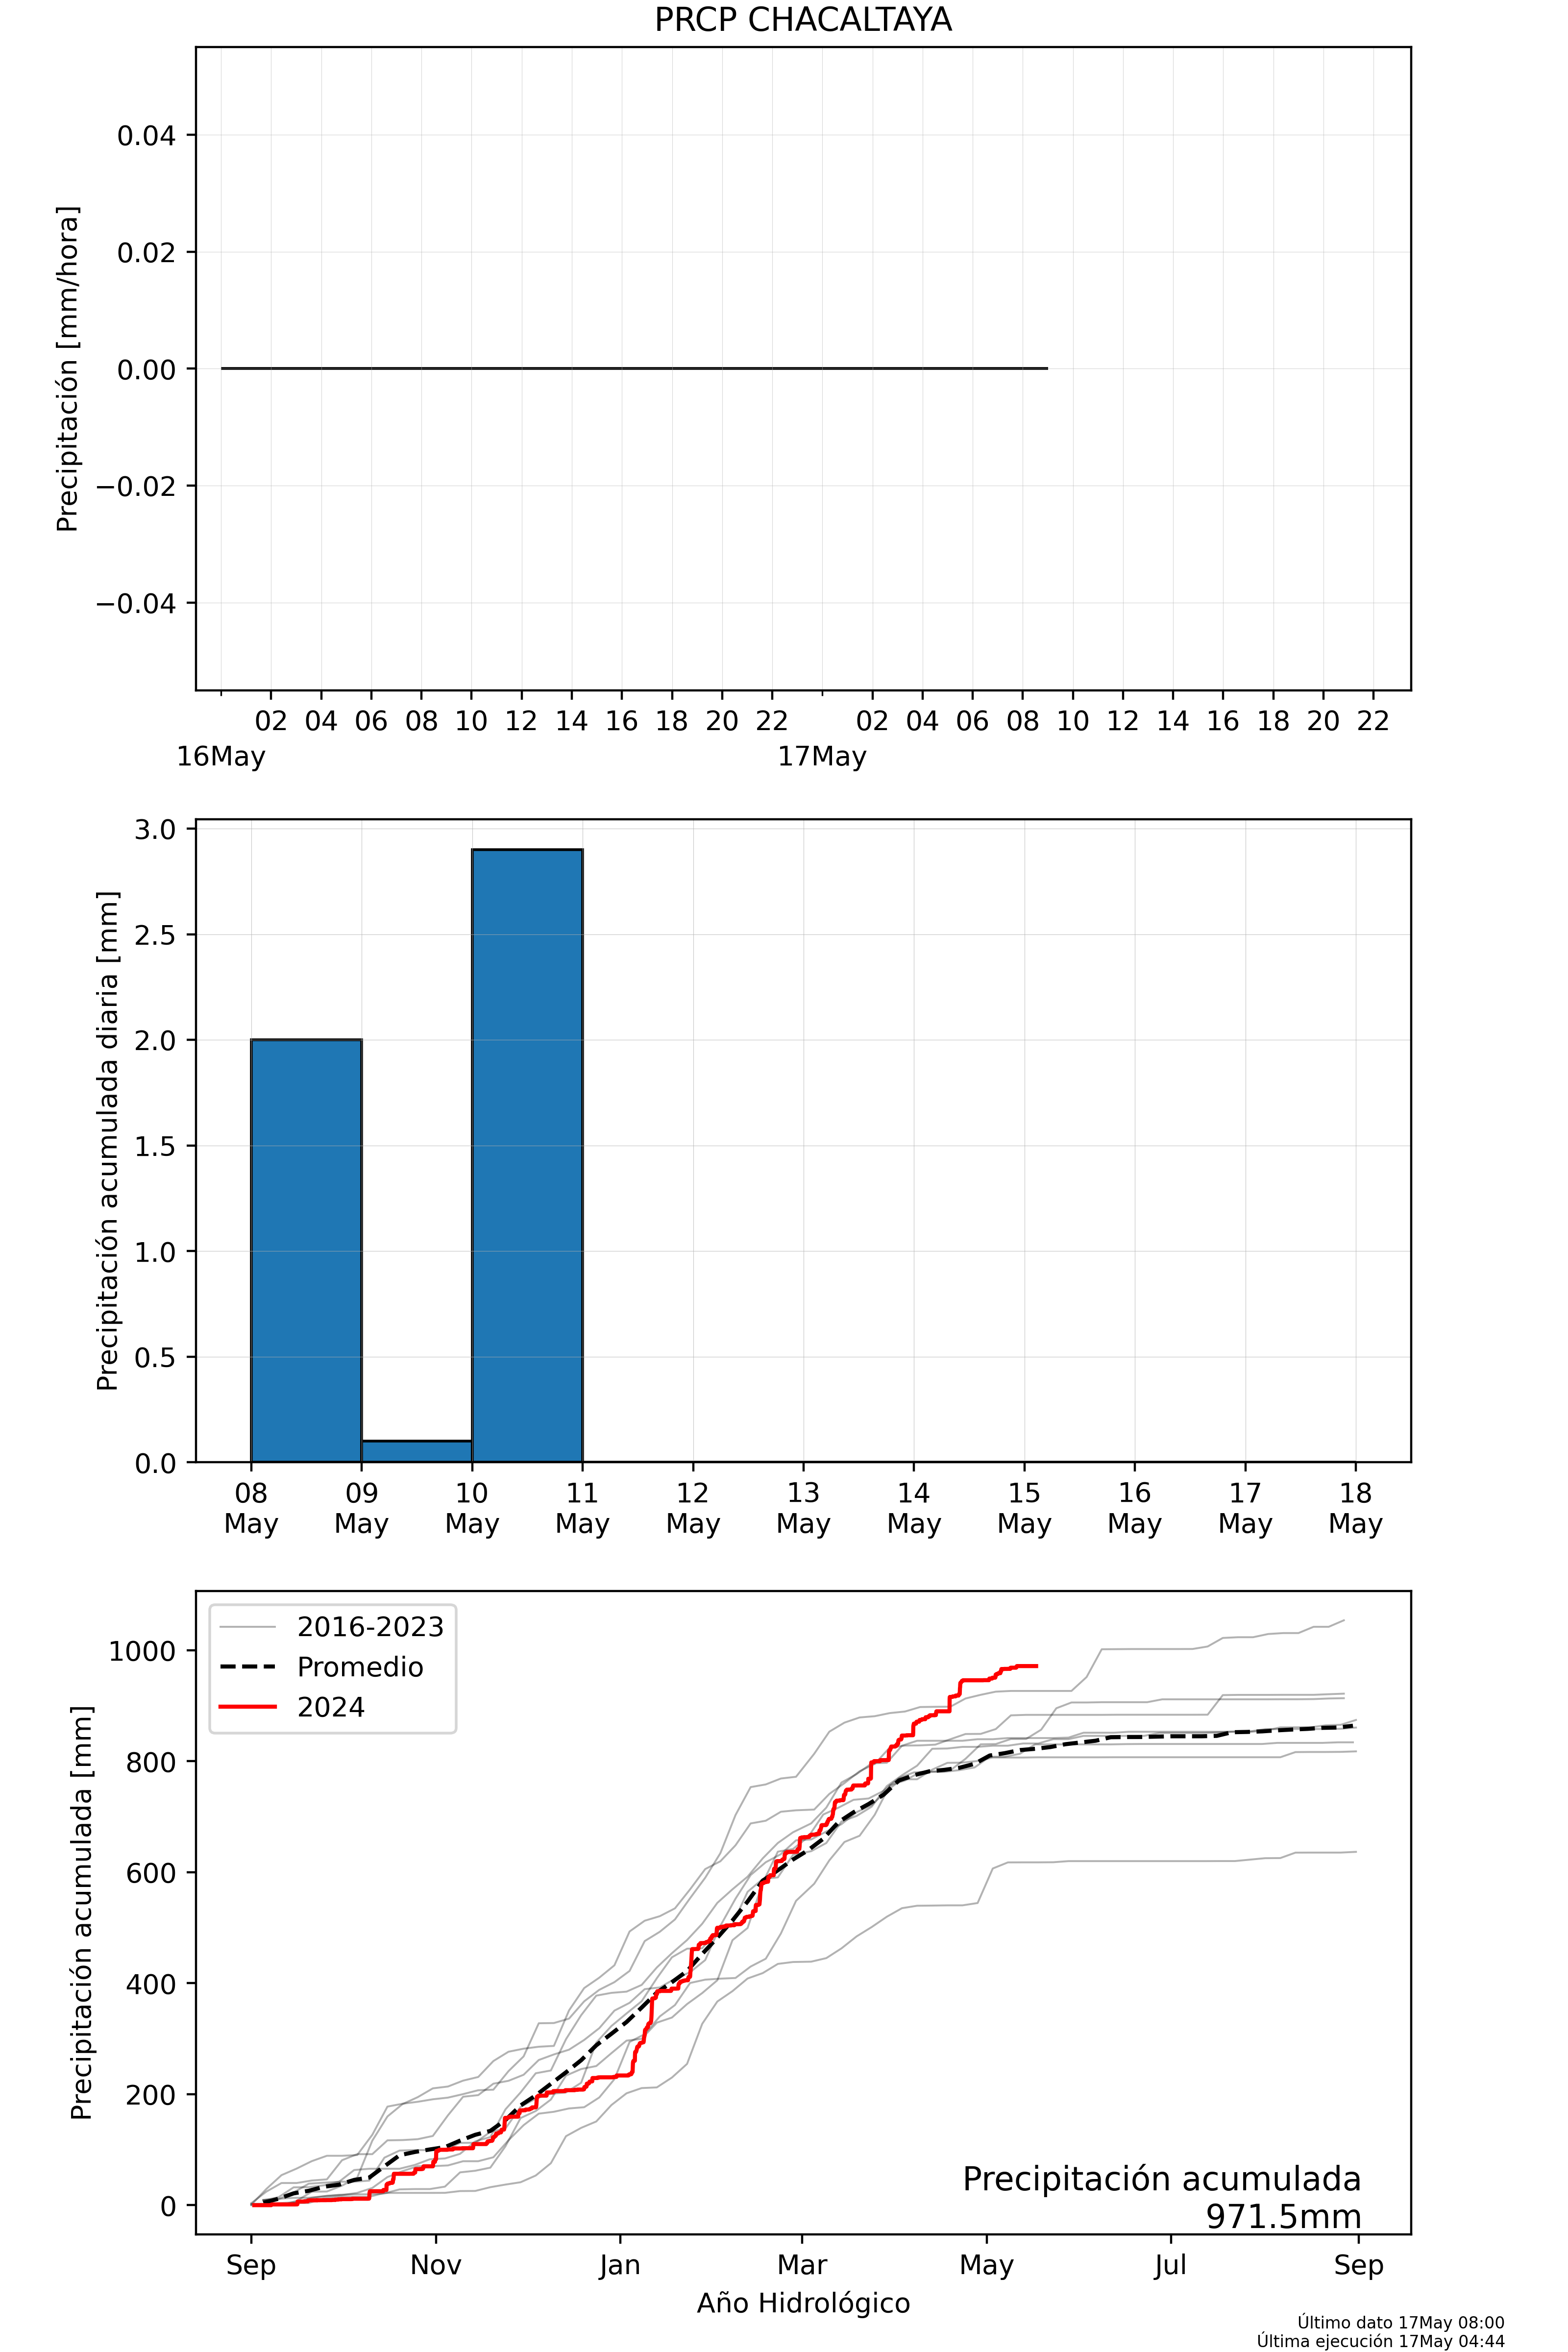 PRCP CHACALTAYA
Precipitación [mm/hora]
0.04
0.02
0.00
−0.02
−0.04
02 04 06 08 10 12 14 16 18 20 22 02 04 06 08 10 12 14 16 18 20 22
16May 17May
Precipitación acumulada diaria [mm]
3.0
2.5
2.0
1.5
1.0
0.5
0.0
08 09 10 11 12 13 14 15 16 17 18
May May May May May May May May May May May
Precipitación acumulada [mm]
1000
800
600
400
200
0
2016-2023
Promedio
2024
Precipitación acumulada
971.5mm
Sep Nov Jan Mar May Jul Sep
Año Hidrológico
Último dato 17May 08:00
Última ejecución 17May 04:44